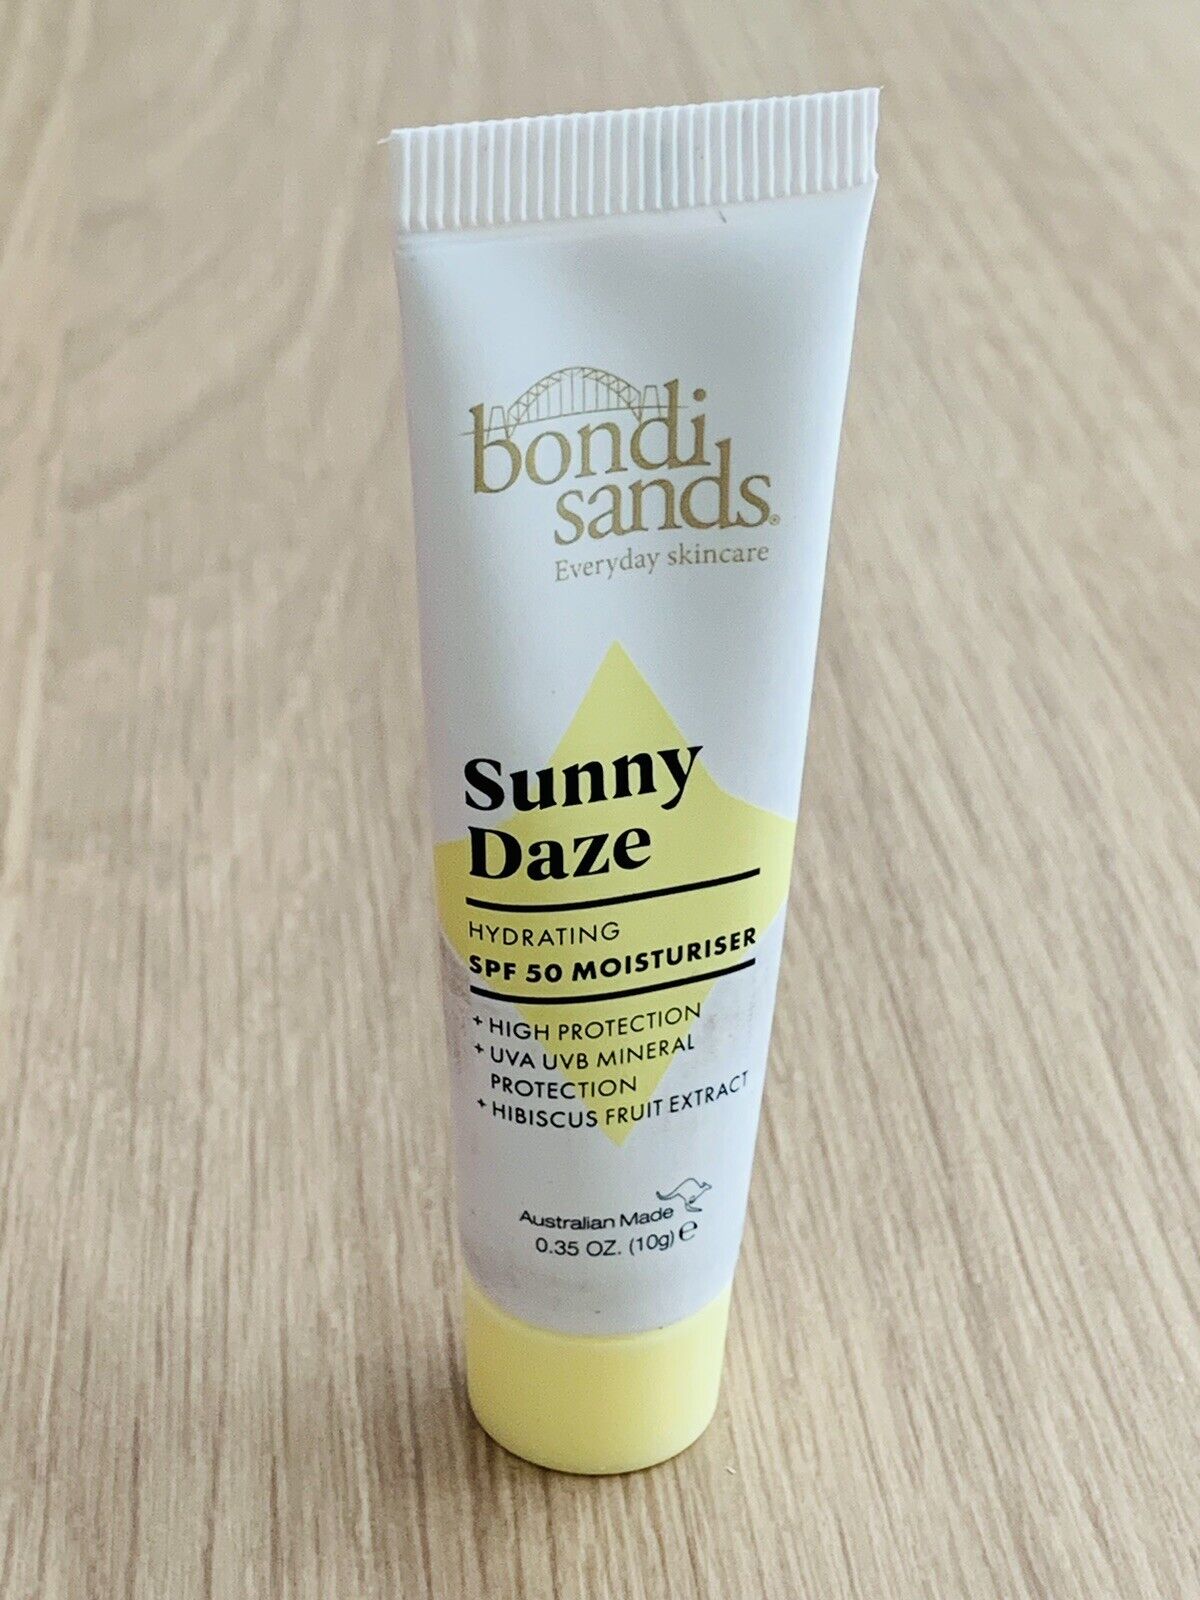 bondi
sands®
Everyday skincare
Sunny
Daze
HYDRATING
SPF 50 MOISTURISER
+ HIGH PROTECTION
+ UVA UVB MINERAL
PROTECTION
+ HIBISCUS FRUIT EXTRACT
Australian Made
0.35 OZ. (10g) ℮